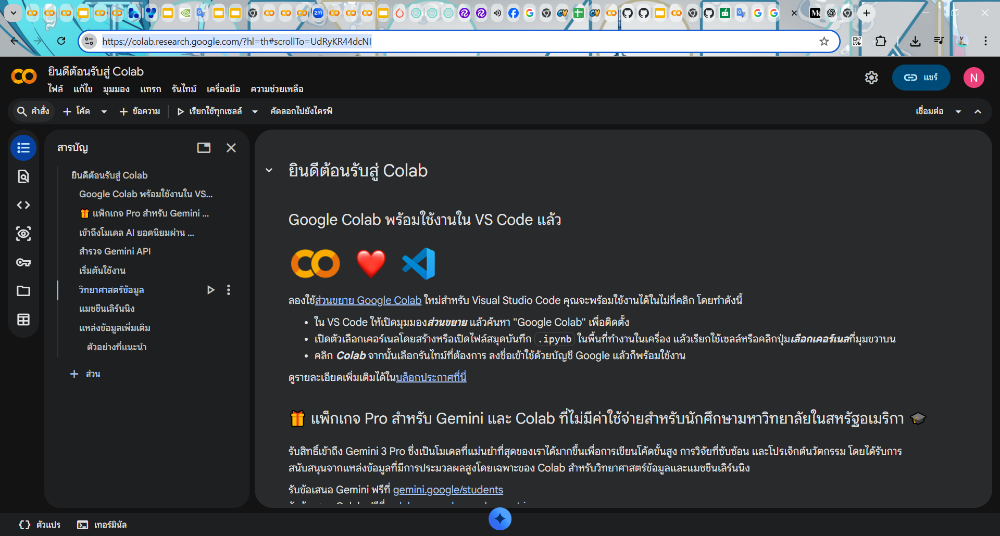 zm
Me
https://colab.research.google.com/?hl=th#scrollTo=UdRyKR44dcNI
ยินดีต้อนรับสู่ Colab
ไฟล์ แก้ไข มุมมอง แทรก รันไทม์ เครื่องมือ ความช่วยเหลือ
แชร์
N
คำสั่ง
โค้ด
ข้อความ
เรียกใช้ทุกเซลล์
คัดลอกไปยังไดรฟ์
เชื่อมต่อ
สารบัญ
ยินดีต้อนรับสู่ Colab
Google Colab พร้อมใช้งานใน VS...
🎁 แพ็กเกจ Pro สำหรับ Gemini ...
เข้าถึงโมเดล AI ยอดนิยมผ่าน ...
สำรวจ Gemini API
เริ่มต้นใช้งาน
วิทยาศาสตร์ข้อมูล
แมชชีนเลิร์นนิง
แหล่งข้อมูลเพิ่มเติม
ตัวอย่างที่แนะนำ
ส่วน
ยินดีต้อนรับสู่ Colab
Google Colab พร้อมใช้งานใน VS Code แล้ว
ลองใช้ส่วนขยาย Google Colab ใหม่สำหรับ Visual Studio Code คุณจะพร้อมใช้งานได้ในไม่กี่คลิก โดยทำดังนี้
• ใน VS Code ให้เปิดมุมมองส่วนขยาย แล้วค้นหา "Google Colab" เพื่อติดตั้ง
• เปิดตัวเลือกเคอร์เนลโดยสร้างหรือเปิดไฟล์สมุดบันทึก .ipynb ในพื้นที่ทำงานในเครื่อง แล้วเรียกใช้เซลล์หรือคลิกปุ่มเลือกเคอร์เนสที่มุมขวาบน
• คลิก Colab จากนั้นเลือกรันไทม์ที่ต้องการ ลงชื่อเข้าใช้ด้วยบัญชี Google แล้วก็พร้อมใช้งาน
ดูรายละเอียดเพิ่มเติมได้ในบล็อกประกาศที่นี่
🎁 แพ็กเกจ Pro สำหรับ Gemini และ Colab ที่ไม่มีค่าใช้จ่ายสำหรับนักศึกษามหาวิทยาลัยในสหรัฐอเมริกา 🎓
รับสิทธิ์เข้าถึง Gemini 3 Pro ซึ่งเป็นโมเดลที่แม่นยำที่สุดของเราได้มากขึ้นเพื่อการเขียนโค้ดขั้นสูง การวิจัยที่ซับซ้อน และโปรเจ็กต์นวัตกรรม โดยได้รับการ
สนับสนุนจากแหล่งข้อมูลที่มีการประมวลผลสูงโดยเฉพาะของ Colab สำหรับวิทยาศาสตร์ข้อมูลและแมชชีนเลิร์นนิง
รับข้อเสนอ Gemini ฟรีที่ gemini.google/students
ตัวแปร
เทอร์มินัล